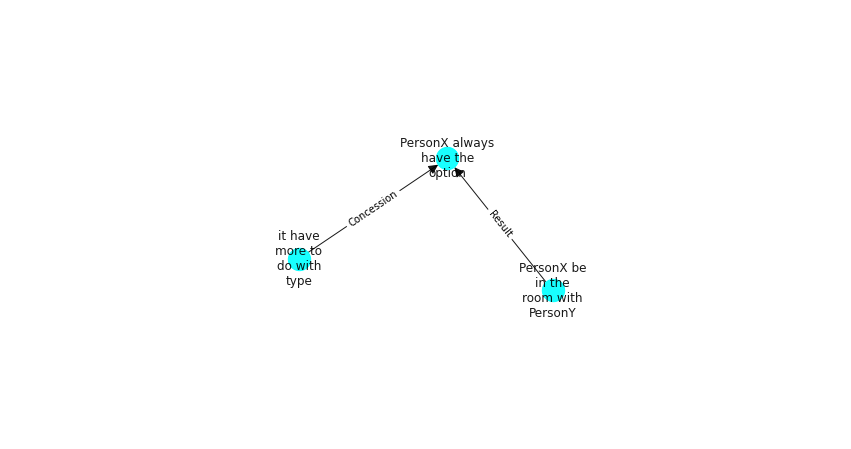 PersonX always
have the
option
Concession
Result
it have
more to
do with
type
PersonX be
in the
room with
PersonY